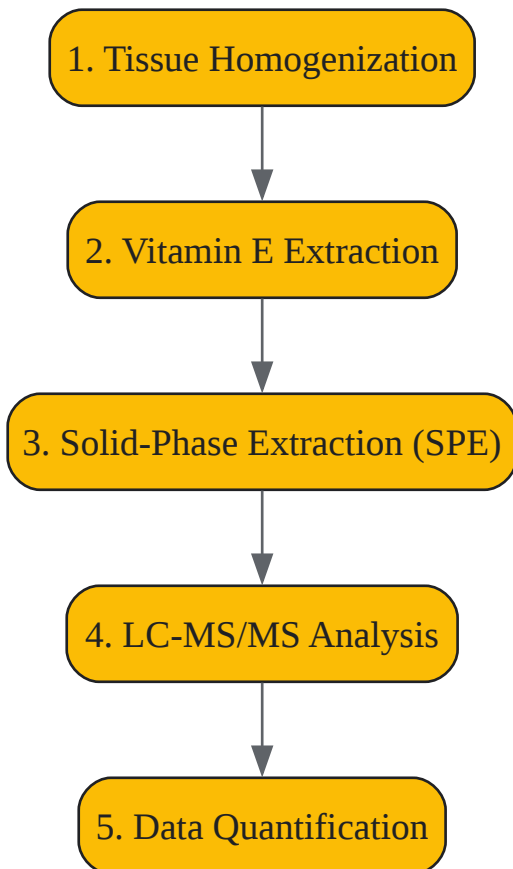 1. Tissue Homogenization
2. Vitamin E Extraction
3. Solid-Phase Extraction (SPE)
4. LC-MS/MS Analysis
5. Data Quantification